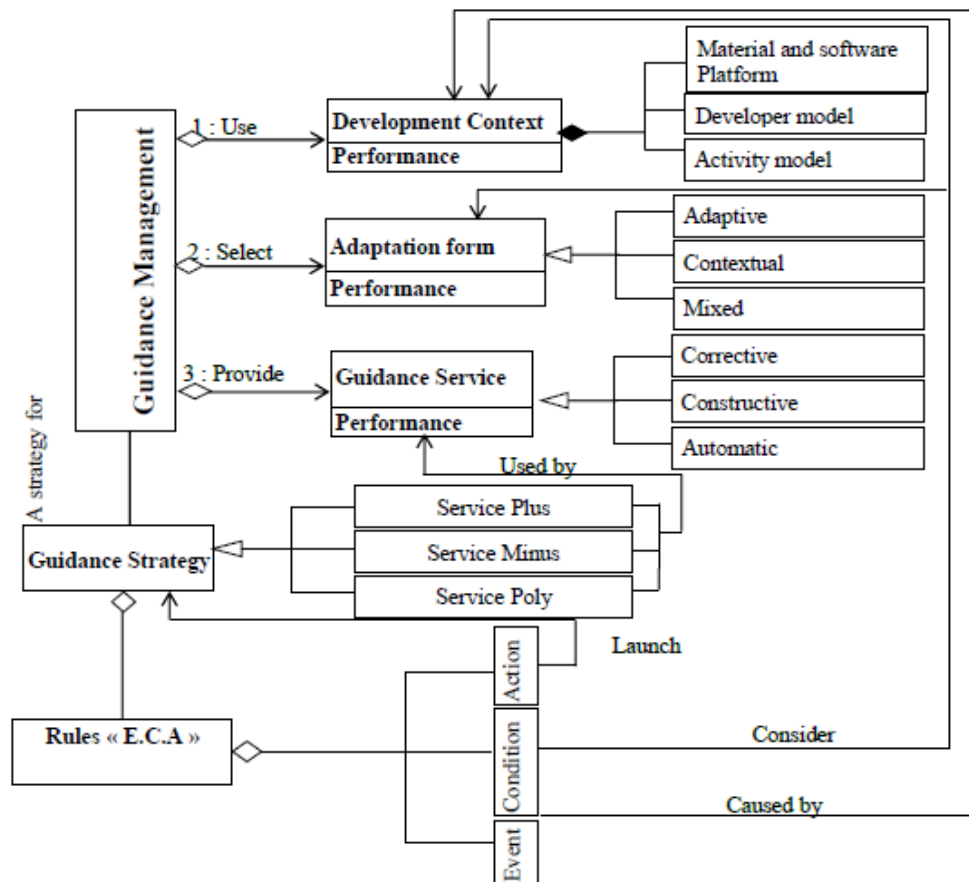 Material and software
Platform
Developer model
Activity model
1 : Use
Development Context
Performance
Guidance Management
2 : Select
Adaptation form
Performance
Adaptive
Contextual
Mixed
3 : Provide
Guidance Service
Performance
Corrective
Constructive
Automatic
A strategy for
Used by
Service Plus
Service Minus
Service Poly
Guidance Strategy
Launch
Action
Rules « E.C.A »
Condition
Consider
Caused by
Event